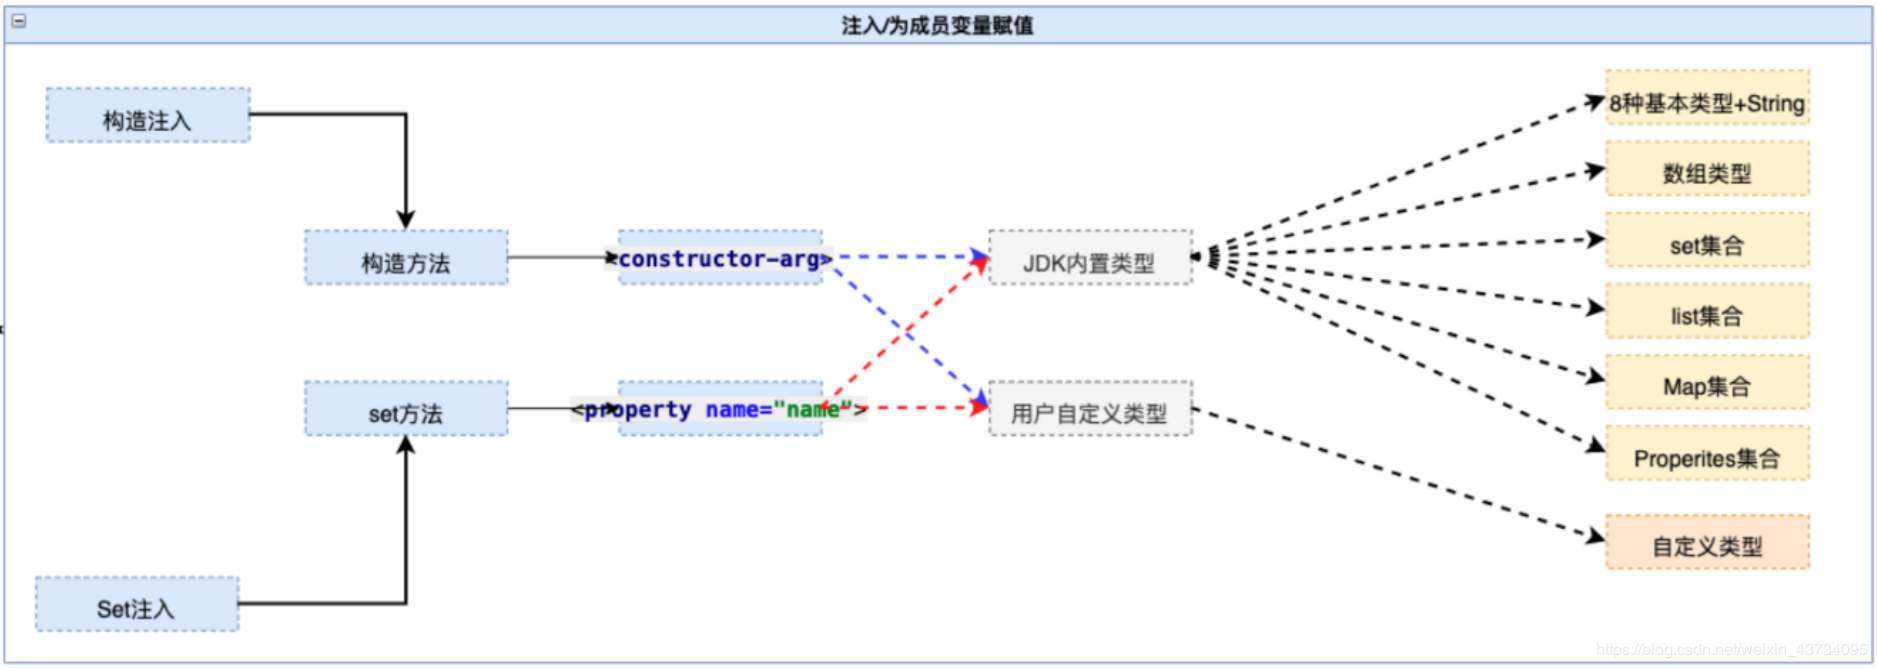 注入/为成员变量赋值
构造注入
8种基本类型+String
数组类型
set集合
构造方法
<constructor-arg>
JDK内置类型
list集合
Map集合
set方法
<property name="name">
用户自定义类型
Properites集合
自定义类型
Set注入
https://blog.csdn.net/weixin_43734095